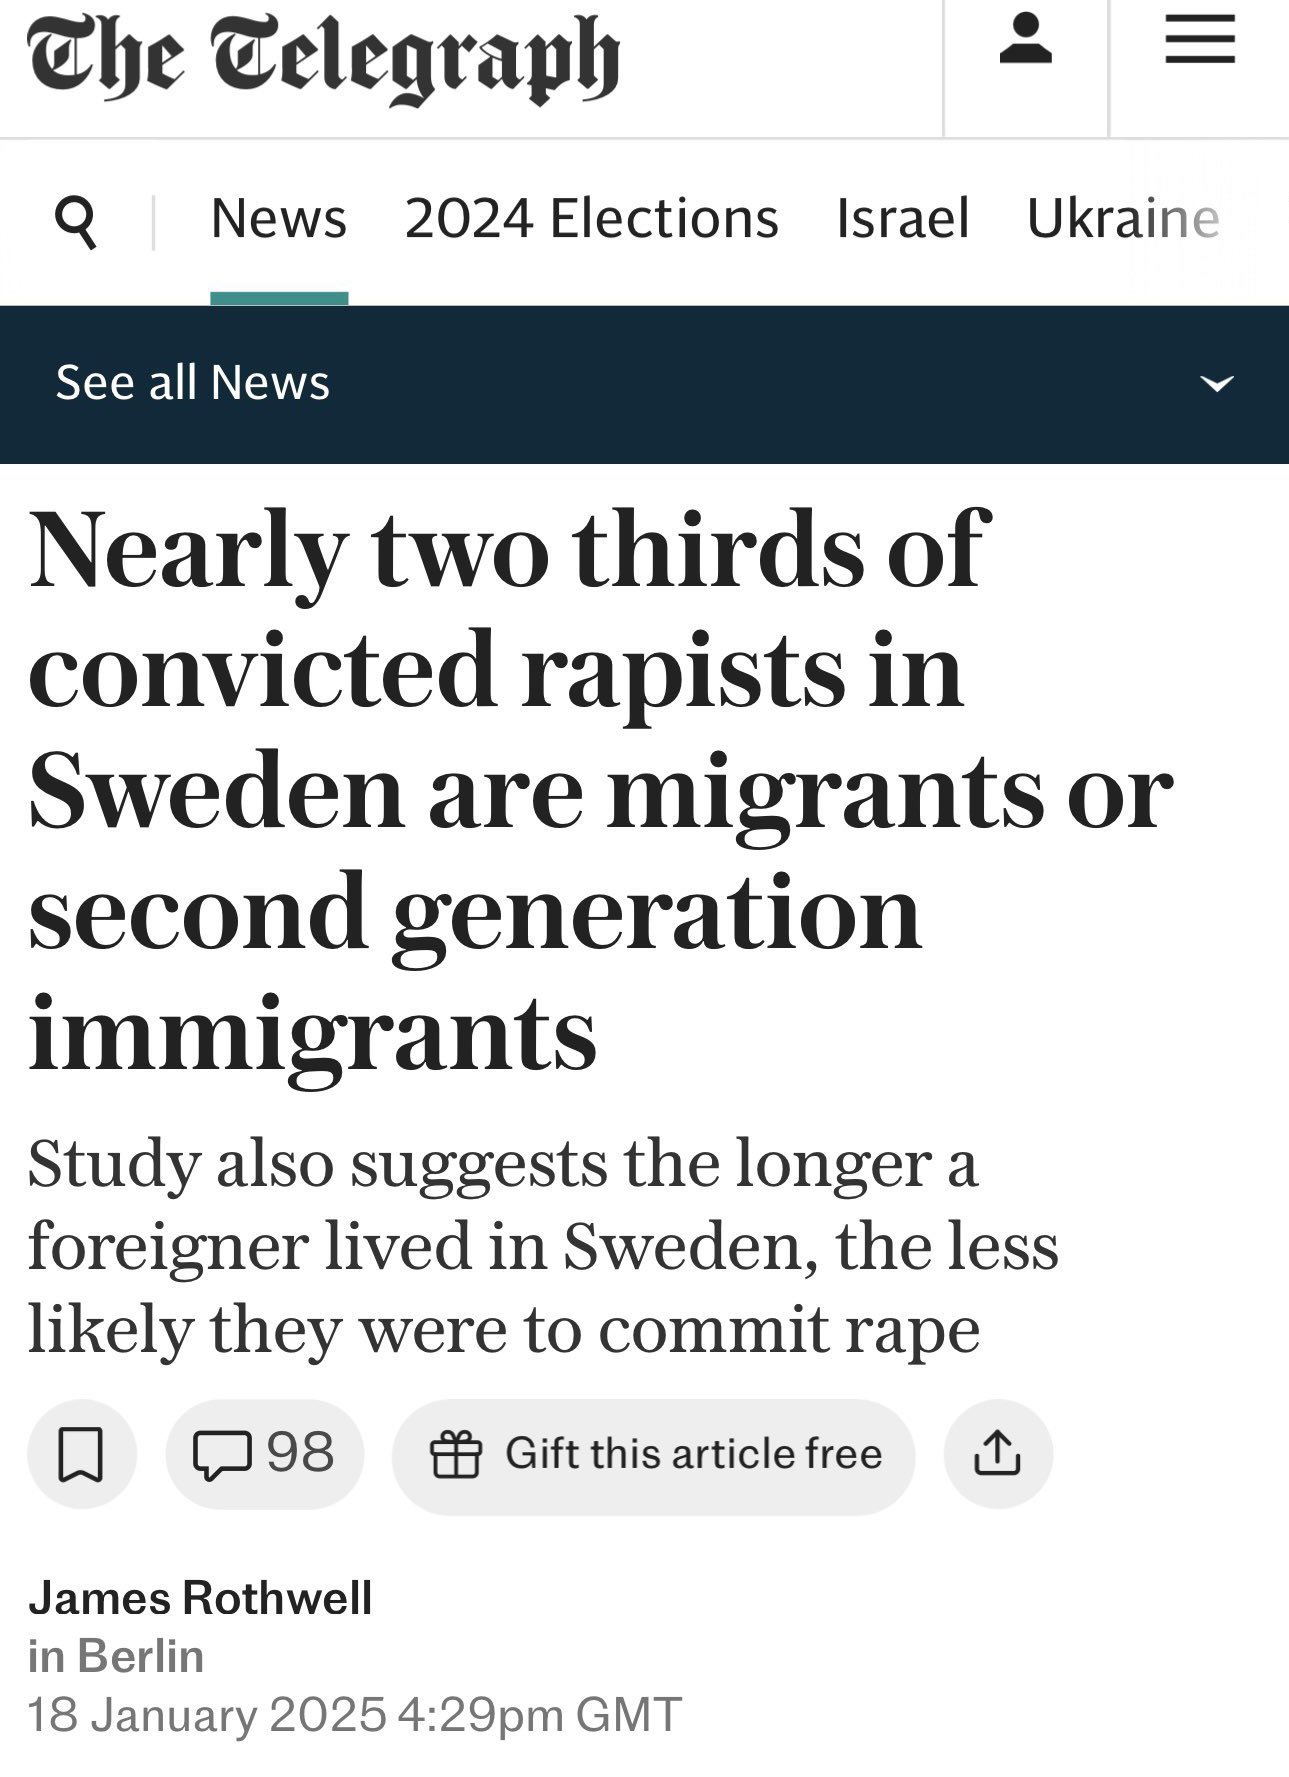 The Telegraph
News 2024 Elections Israel Ukraine
See all News
Nearly two thirds of
convicted rapists in
Sweden are migrants or
second generation
immigrants
Study also suggests the longer a
foreigner lived in Sweden, the less
likely they were to commit rape
98 Gift this article free
James Rothwell
in Berlin
18 January 2025 4:29pm GMT